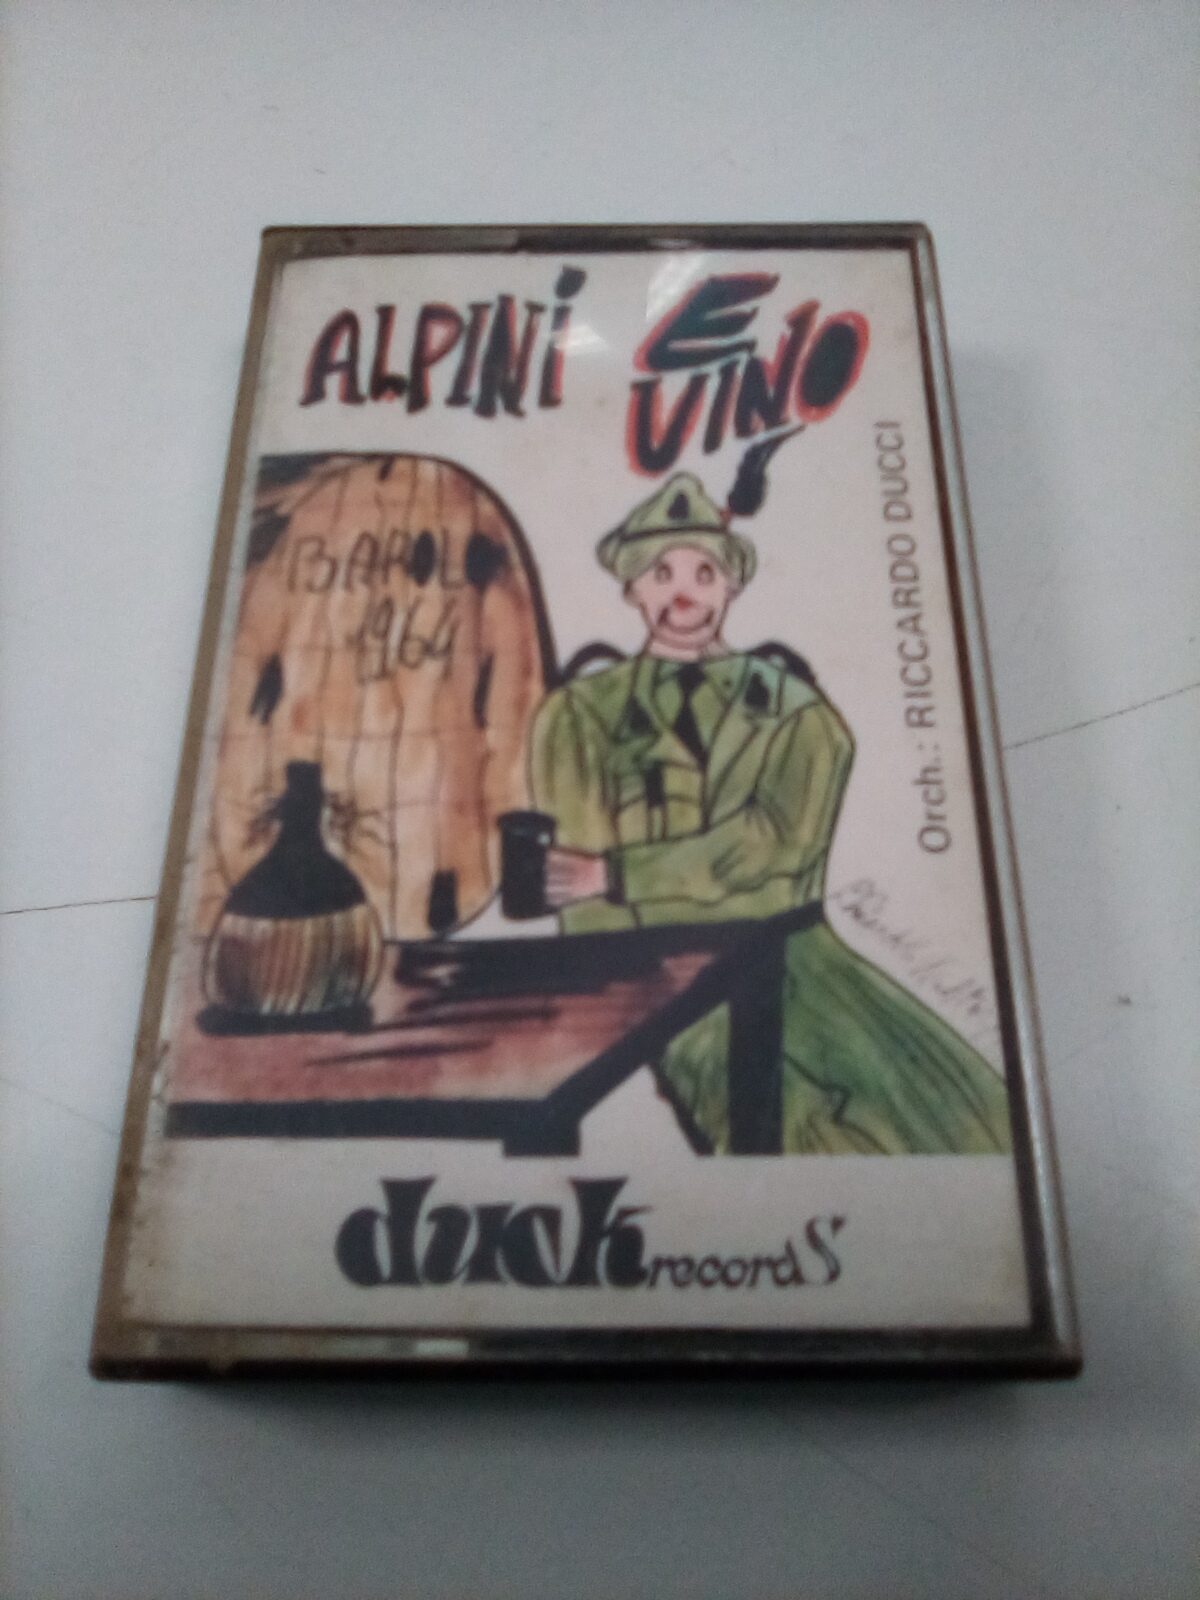 ALPINI E
VINO
BAROLO
1964
Orch.: RICCARDO DUCCI
duck records